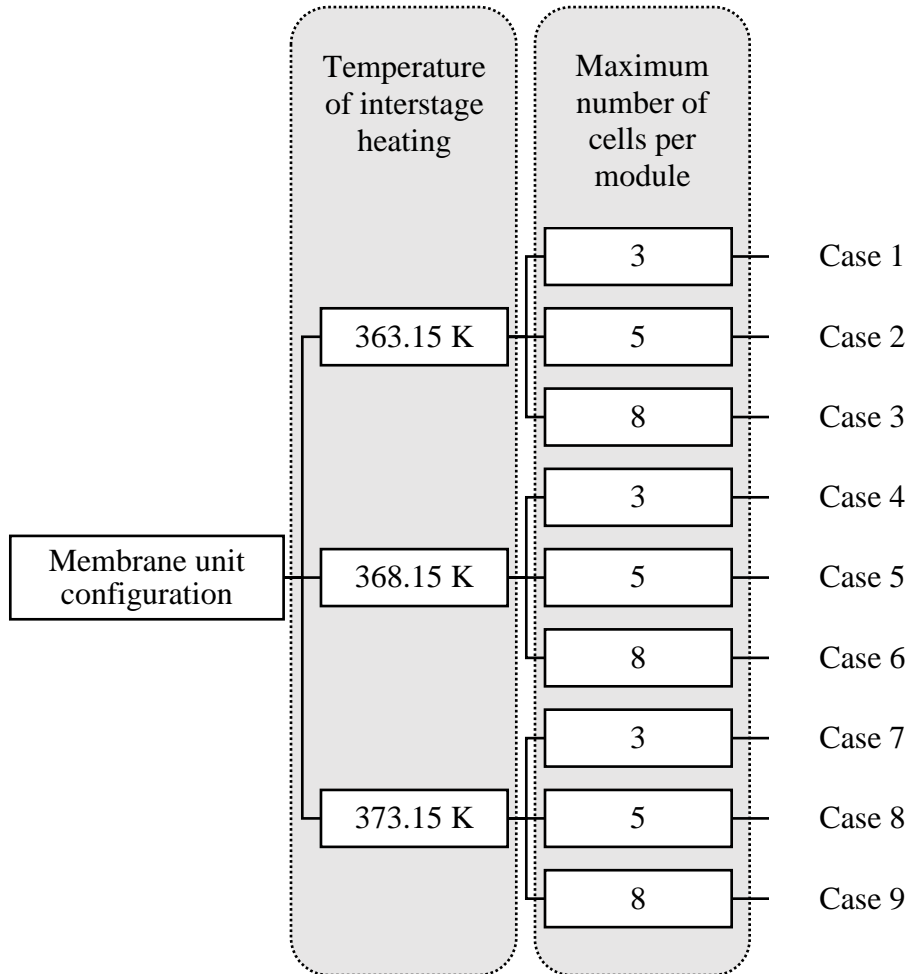 Temperature
of interstage
heating
Maximum
number of
cells per
module
3
Case 1
363.15 K
5
Case 2
8
Case 3
3
Case 4
Membrane unit
configuration
368.15 K
5
Case 5
8
Case 6
3
Case 7
373.15 K
5
Case 8
8
Case 9